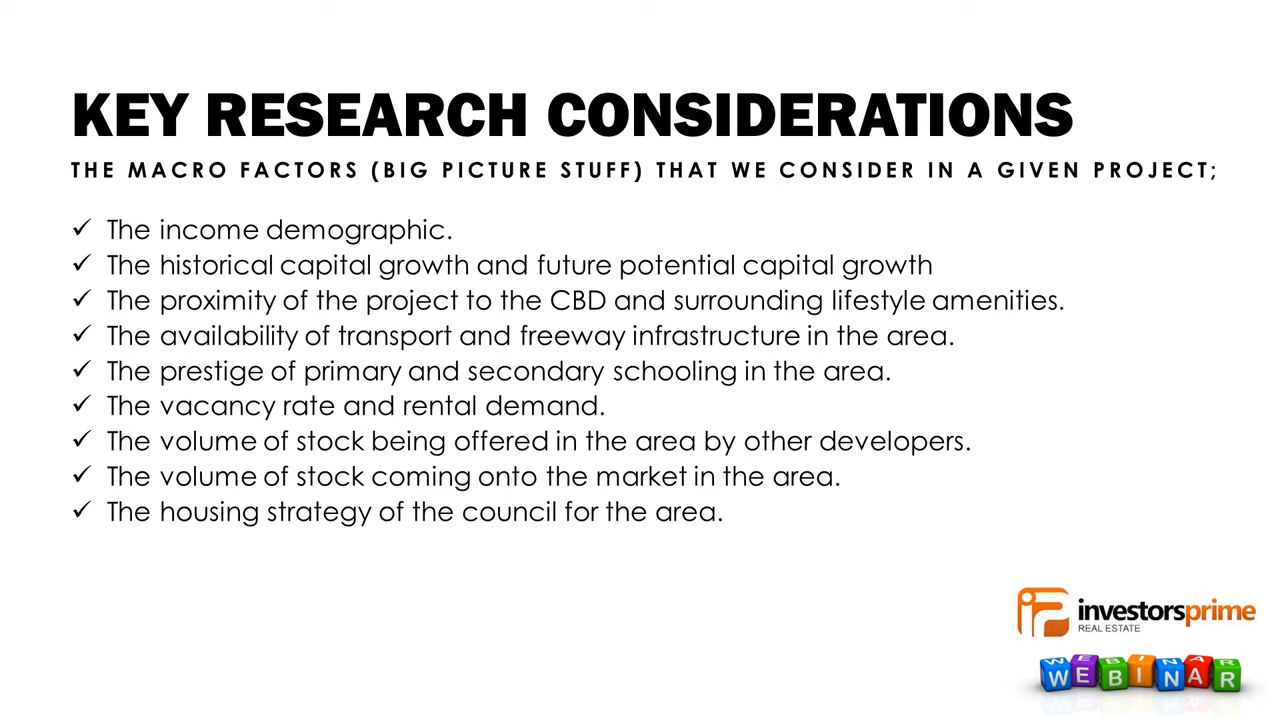 KEY RESEARCH CONSIDERATIONS
THE MACRO FACTORS (BIG PICTURE STUFF) THAT WE CONSIDER IN A GIVEN PROJECT;
✓ The income demographic.
✓ The historical capital growth and future potential capital growth
✓ The proximity of the project to the CBD and surrounding lifestyle amenities.
✓ The availability of transport and freeway infrastructure in the area.
✓ The prestige of primary and secondary schooling in the area.
✓ The vacancy rate and rental demand.
✓ The volume of stock being offered in the area by other developers.
✓ The volume of stock coming onto the market in the area.
✓ The housing strategy of the council for the area.
investorsprime
REAL ESTATE
WEBINAR
WEBINAR